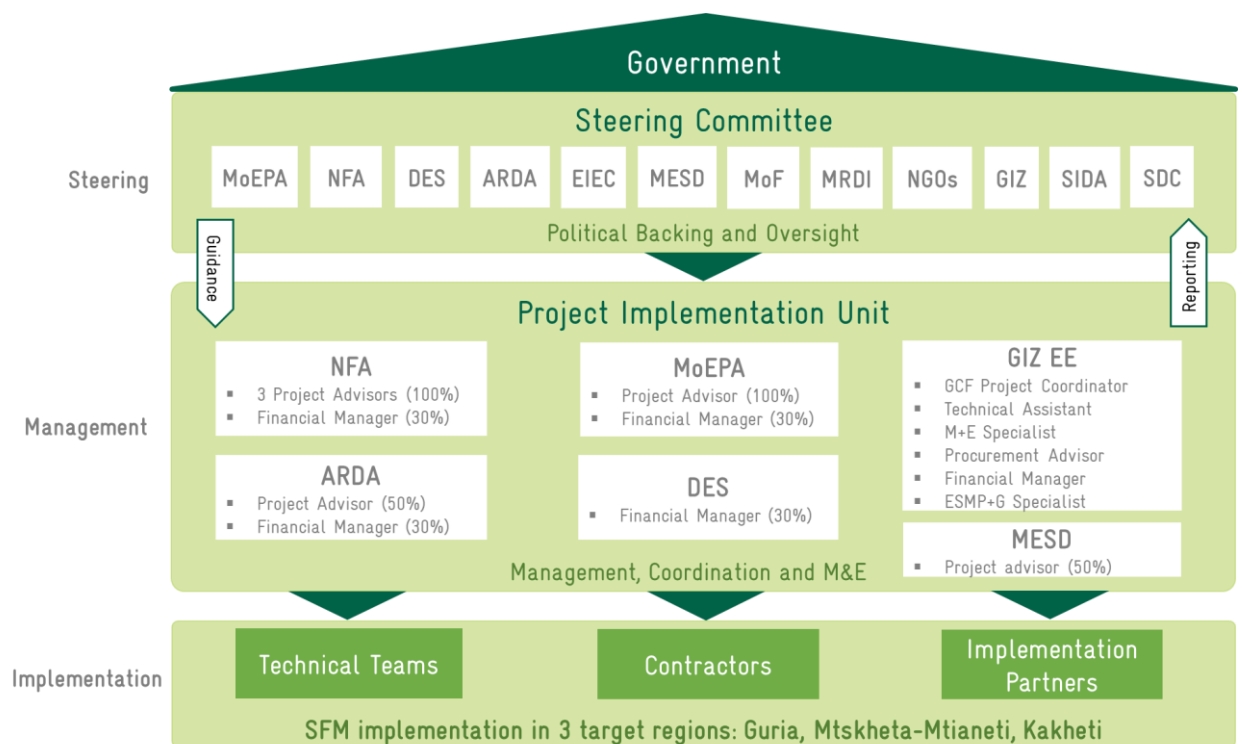 Government
Steering Committee
Steering
MoEPA
NFA
DES
ARDA
EIEC
MESD
MoF
MRDI
NGOs
GIZ
SIDA
SDC
Political Backing and Oversight
Guidance
Reporting
Project Implementation Unit
Management
NFA
▪ 3 Project Advisors (100%)
▪ Financial Manager (30%)
ARDA
▪ Project Advisor (50%)
▪ Financial Manager (30%)
MoEPA
▪ Project Advisor (100%)
▪ Financial Manager (30%)
DES
▪ Financial Manager (30%)
GIZ EE
▪ GCF Project Coordinator
▪ Technical Assistant
▪ M+E Specialist
▪ Procurement Advisor
▪ Financial Manager
▪ ESMP+G Specialist
MESD
▪ Project advisor (50%)
Management, Coordination and M&E
Implementation
Technical Teams
Contractors
Implementation
Partners
SFM implementation in 3 target regions: Guria, Mtskheta-Mtianeti, Kakheti